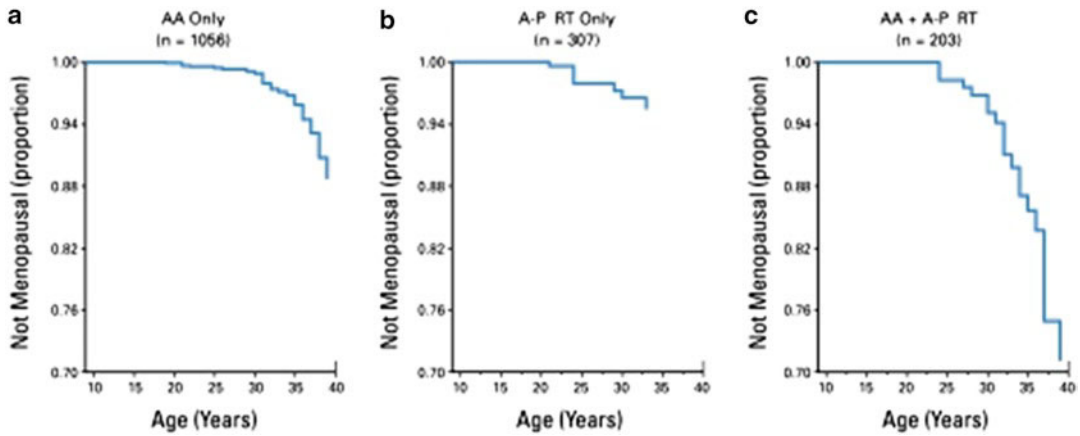 a
AA Only
(n = 1056)
Not Menopausal (proportion)
1.00
0.94
0.88
0.82
0.76
0.70
10 15 20 25 30 35 40
Age (Years)
b
A-P RT Only
(n = 307)
Not Menopausal (proportion)
1.00
0.94
0.88
0.82
0.76
0.70
10 15 20 25 30 35 40
Age (Years)
c
AA + A-P RT
(n = 203)
Not Menopausal (proportion)
1.00
0.94
0.88
0.82
0.76
0.70
10 15 20 25 30 35 40
Age (Years)